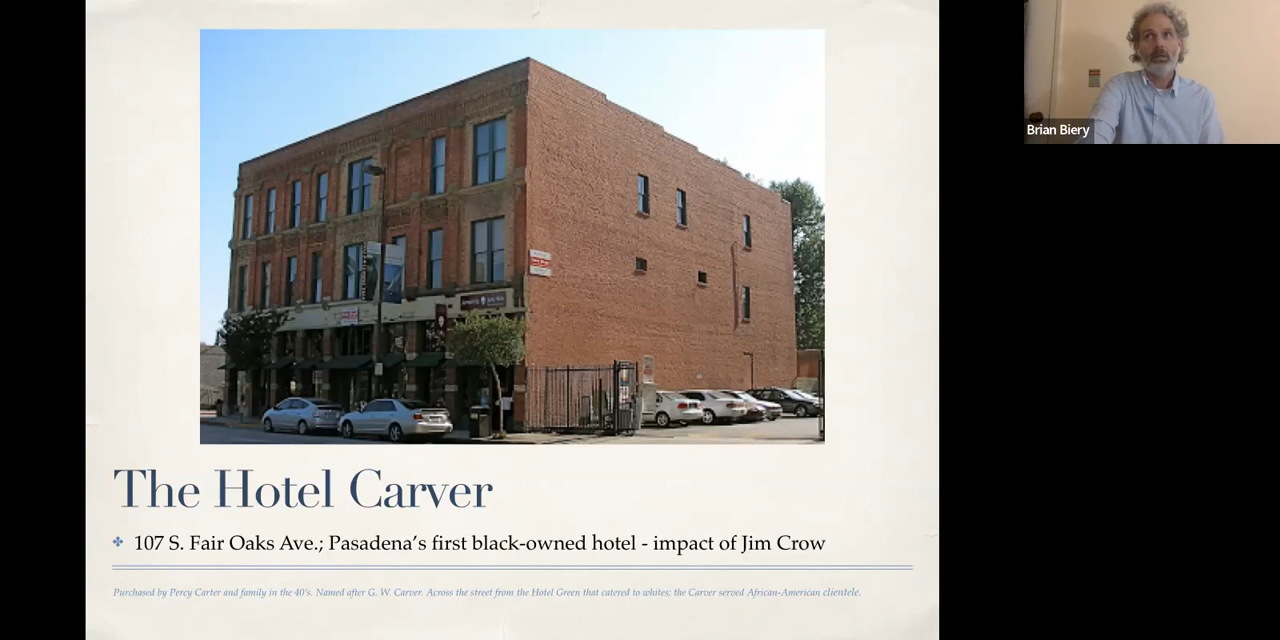 Brian Biery
The Hotel Carver
107 S. Fair Oaks Ave.; Pasadena's first black-owned hotel - impact of Jim Crow
Purchased by Percy Carter and family in the 40's. Named after G. W. Carver. Across the street from the Hotel Green that catered to whites; the Carver served African-American clientele.